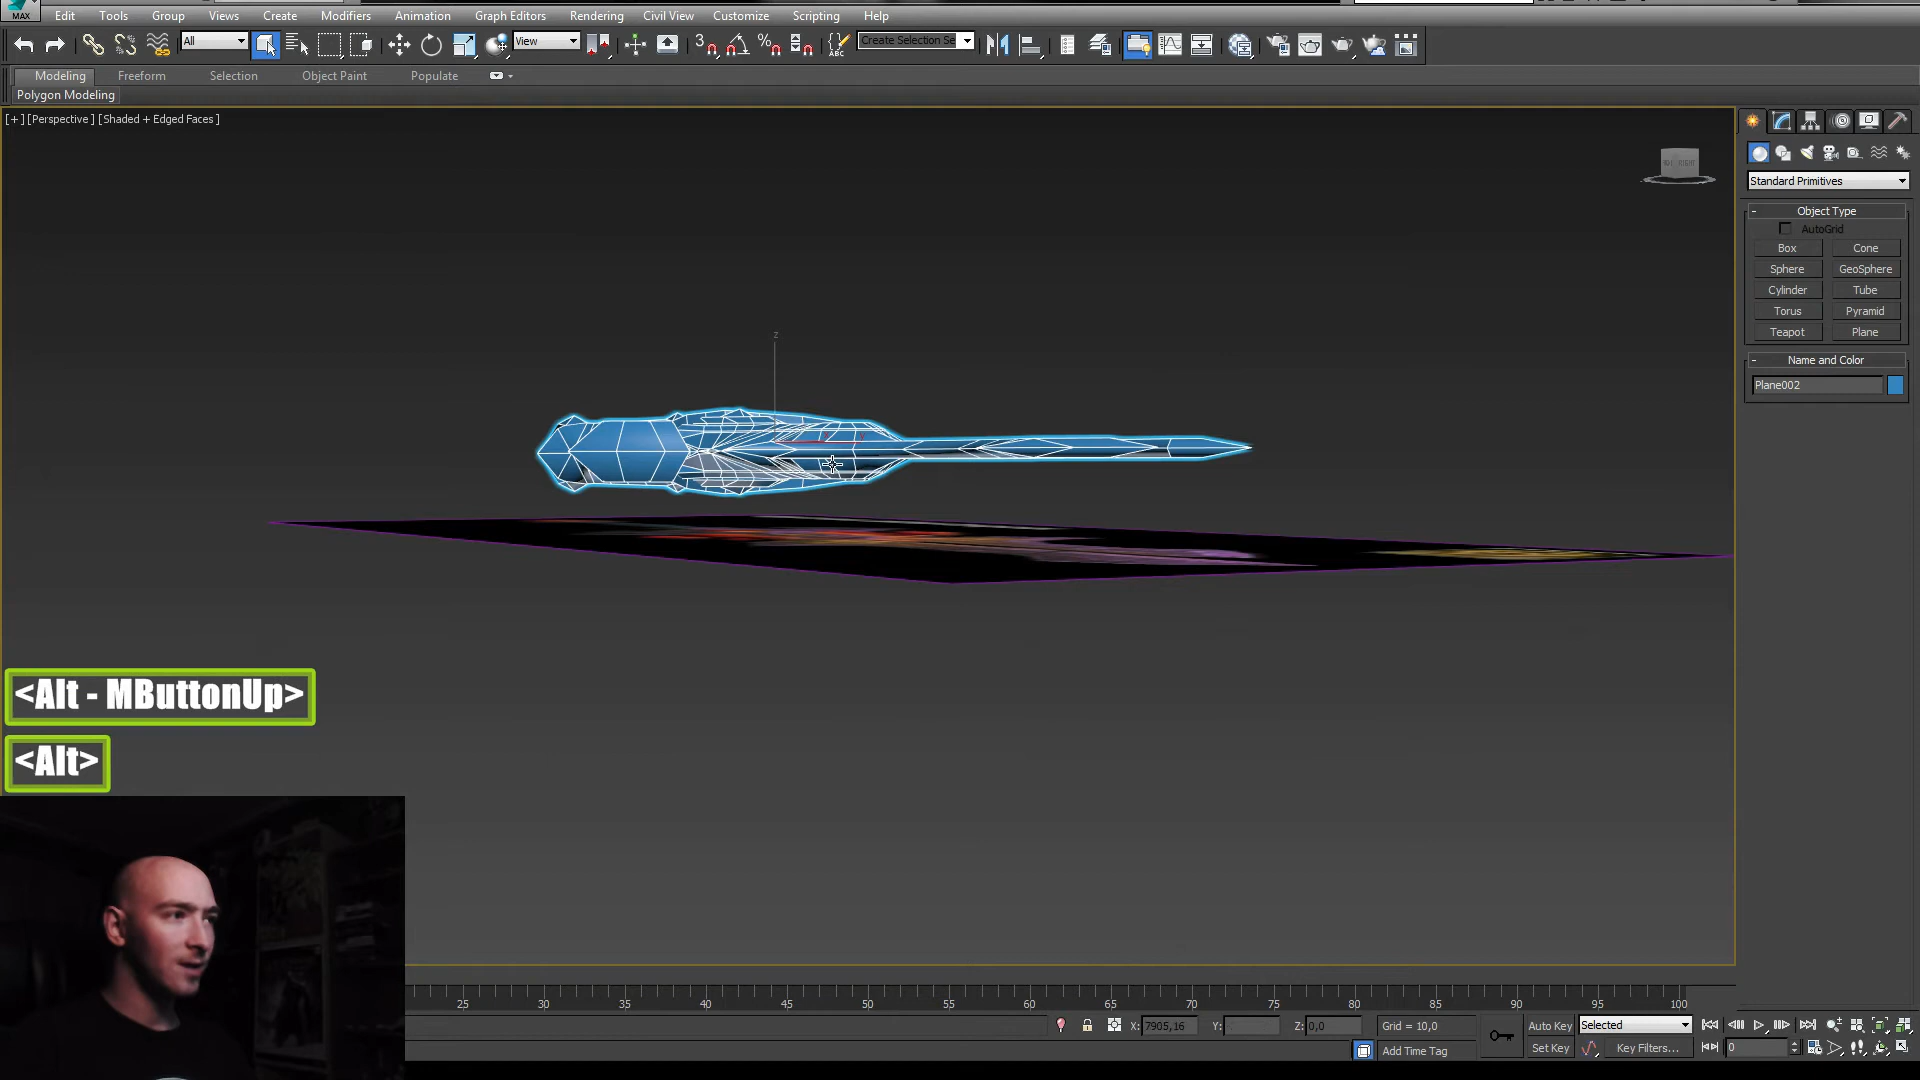 MAX
Edit Tools Group Views Create Modifiers Animation Graph Editors Rendering Civil View Customize Scripting Help
All View Create Selection Se
Modeling Freeform Selection Object Paint Populate
Polygon Modeling
[+] [Perspective ] [Shaded + Edged Faces ]
Standard Primitives
- Object Type
AutoGrid
Box Cone
Sphere GeoSphere
Cylinder Tube
Torus Pyramid
Teapot Plane
- Name and Color
Plane002
z
<Alt - MButtonUp>
<Alt>
25 30 35 40 45 50 55 60 65 70 75 80 85 90 95 100
X: 7905,16 Y: Z: 0,0 Grid = 10,0 Auto Key Selected
Add Time Tag Set Key Key Filters... 0